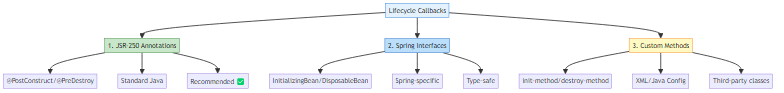 Lifecycle Callbacks
1. JSR-250 Annotations
2. Spring Interfaces
3. Custom Methods
@PostConstruct/@PreDestroy
Standard Java
Recommended ✅
InitializingBean/DisposableBean
Spring-specific
Type-safe
init-method/destroy-method
XML/Java Config
Third-party classes